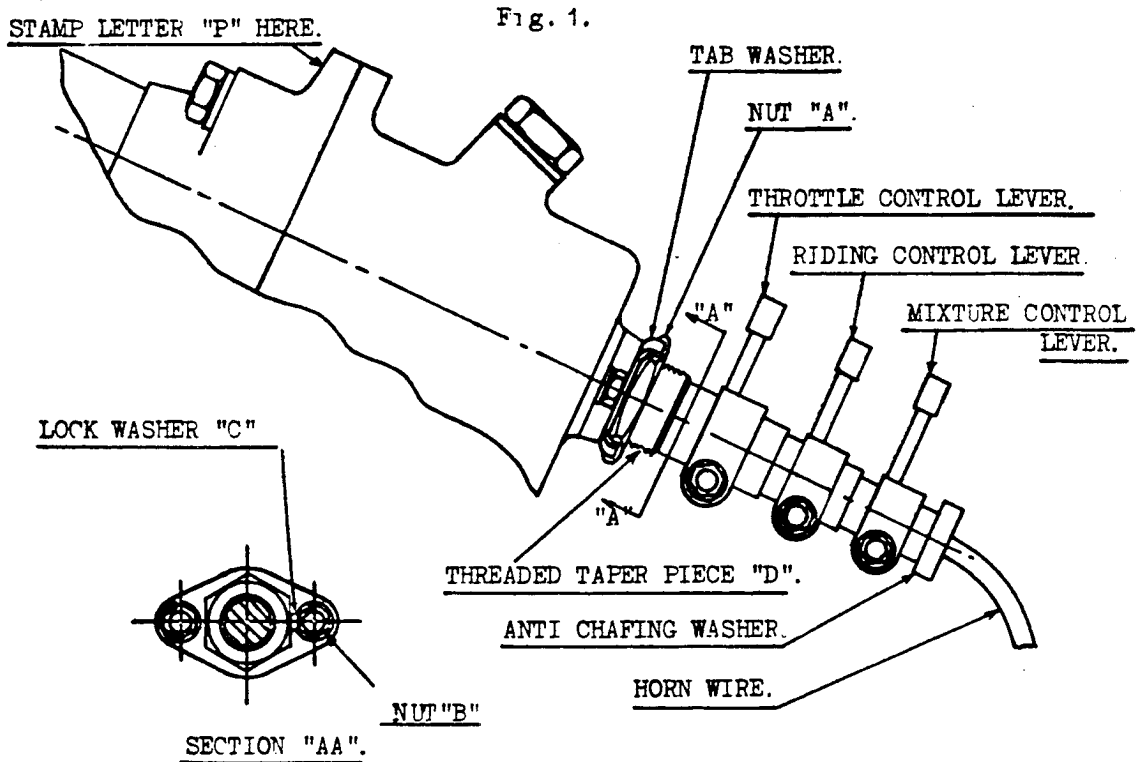 Fig. 1.
STAMP LETTER "P" HERE.
TAB WASHER.
NUT "A".
THROTTLE CONTROL LEVER.
RIDING CONTROL LEVER.
MIXTURE CONTROL
LEVER.
"A"
LOCK WASHER "C"
"A"
THREADED TAPER PIECE "D".
ANTI CHAFING WASHER.
HORN WIRE.
NUT"B"
SECTION "AA".